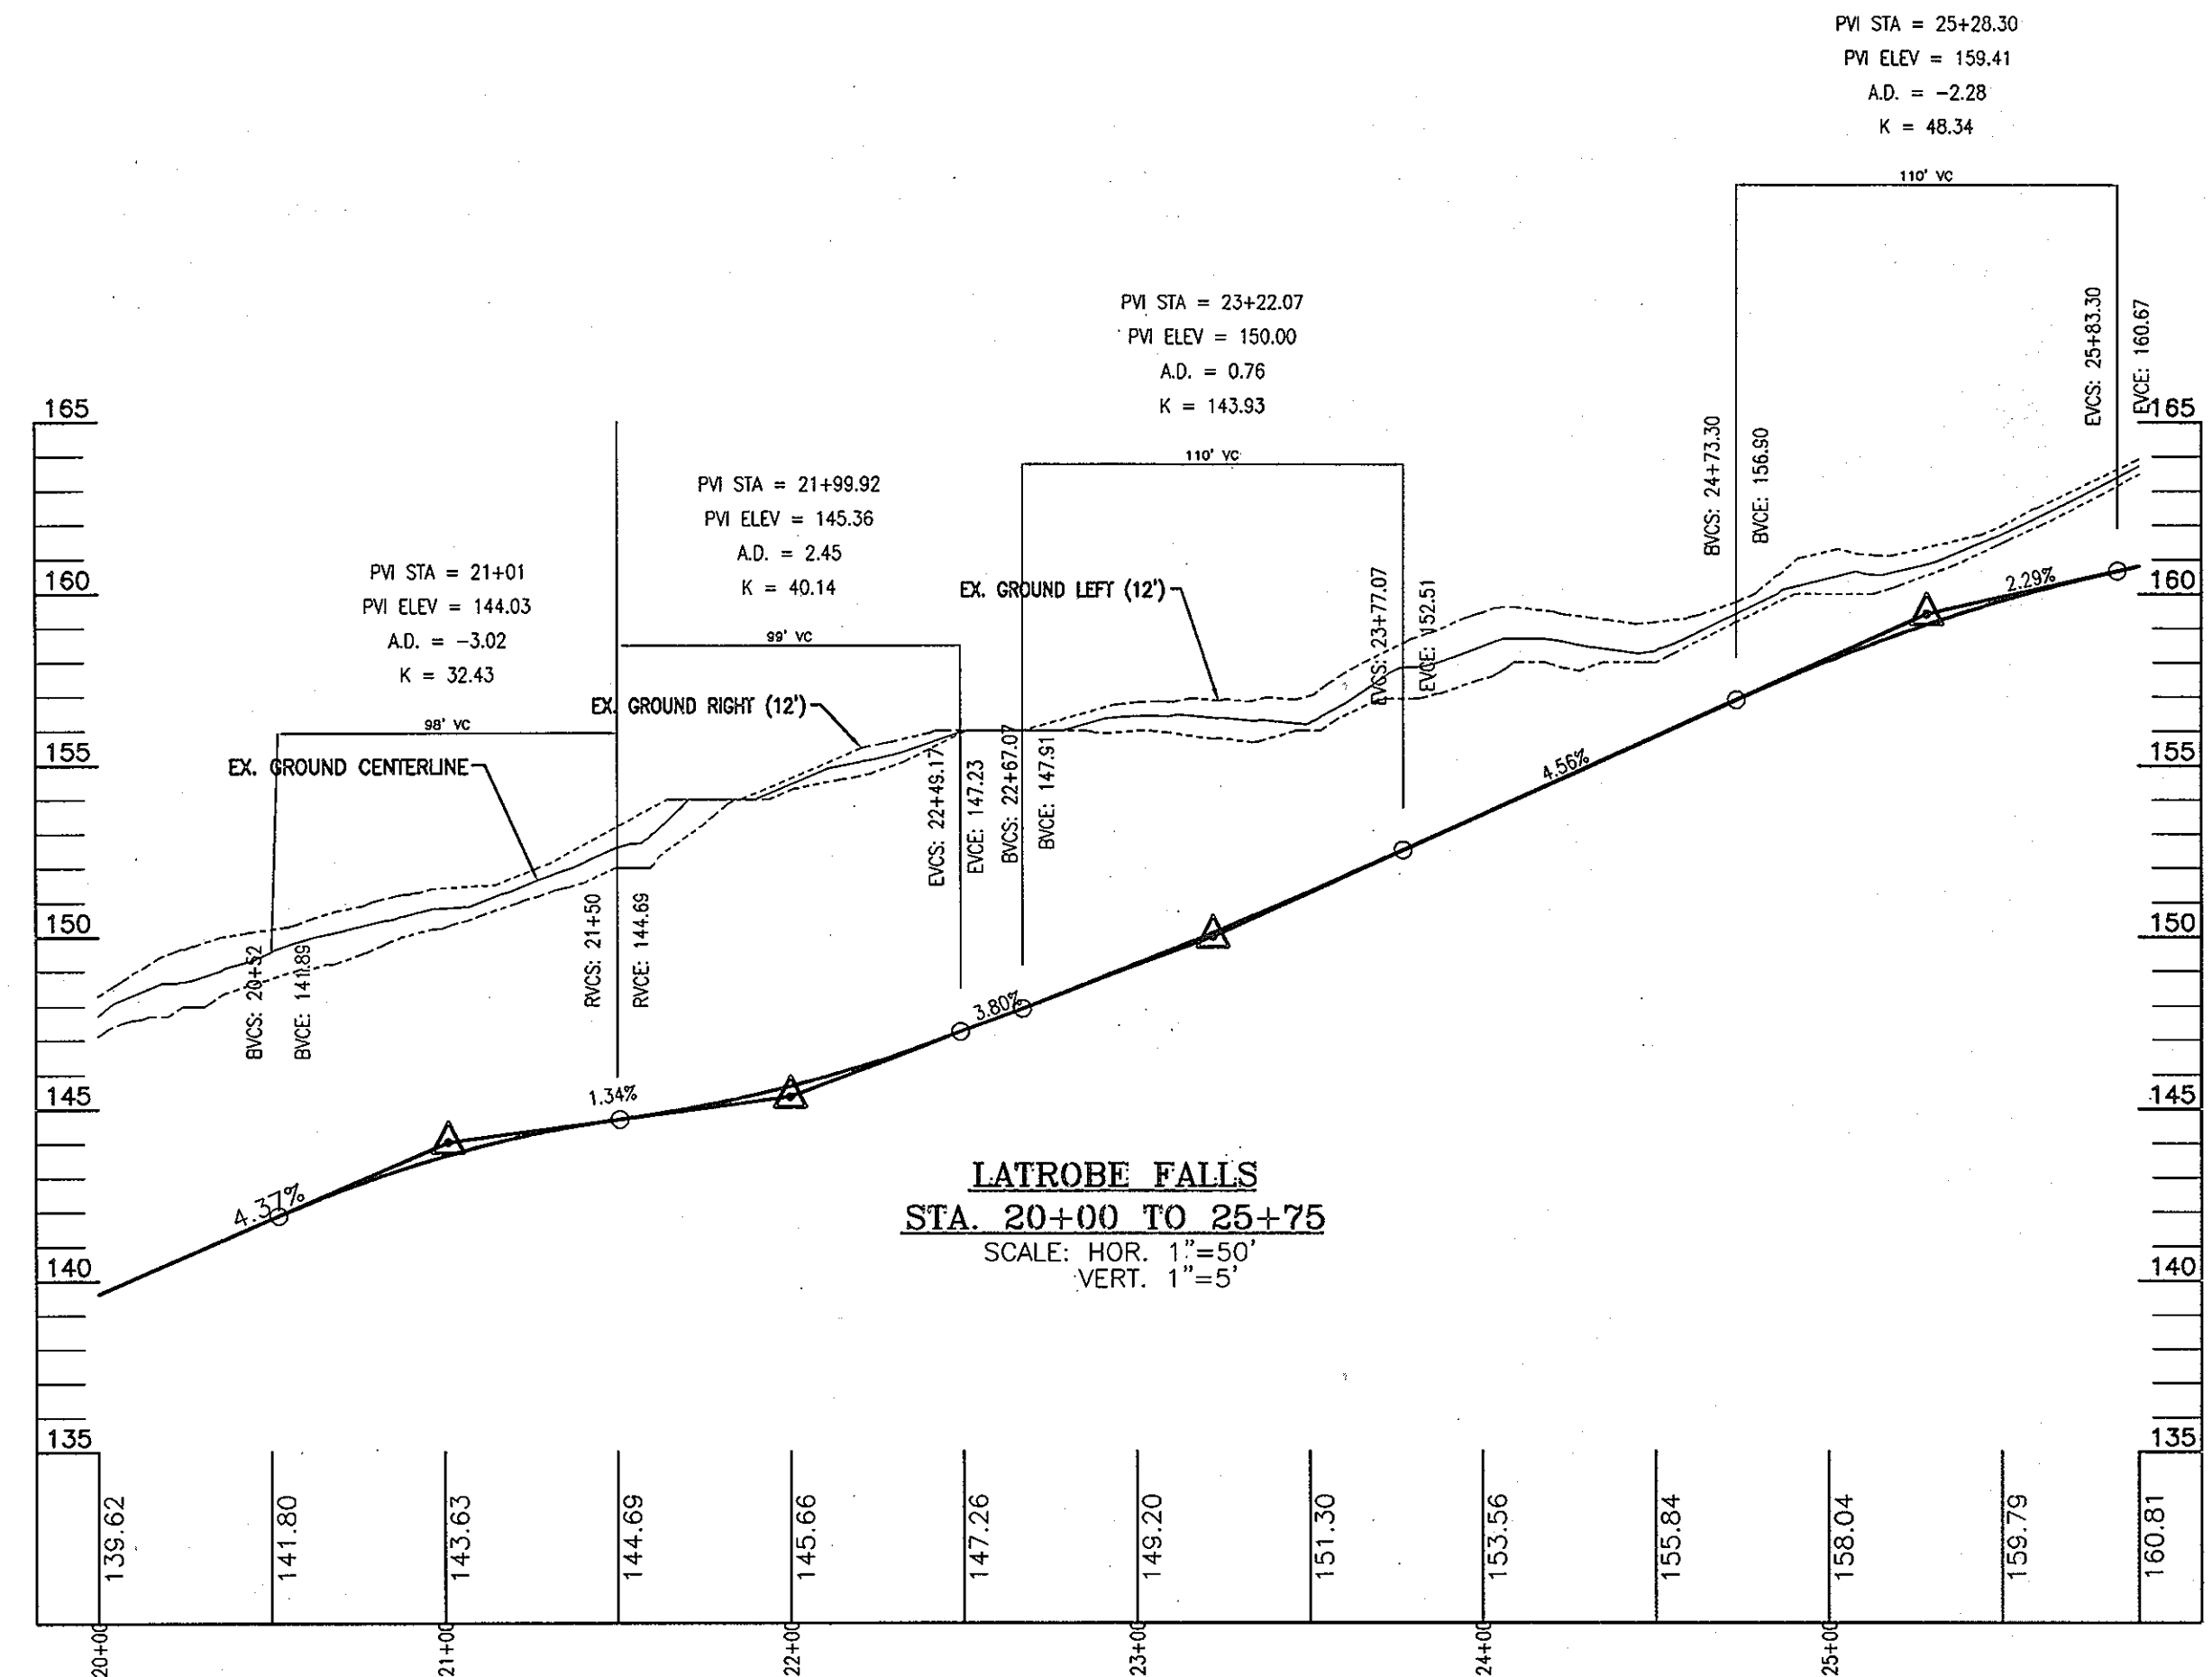 PVI STA = 25+28.30
PVI ELEV = 159.41
A.D. = -2.28
K = 48.34
110' VC
EVCS: 25+83.30
EVCE: 160.67
PVI STA = 23+22.07
PVI ELEV = 150.00
A.D. = 0.76
K = 143.93
110' VC
BVCS: 24+73.30
BVCE: 156.90
PVI STA = 21+99.92
PVI ELEV = 145.36
A.D. = 2.45
K = 40.14
99' VC
PVI STA = 21+01
PVI ELEV = 144.03
A.D. = -3.02
K = 32.43
98' VC
EX. GROUND LEFT (12')
EX. GROUND RIGHT (12')
EX. GROUND CENTERLINE
EVCS: 23+77.07
EVCE: 152.51
EVCS: 22+49.17
EVCE: 147.23
BVCS: 22+67.07
BVCE: 147.91
BVCS: 20+52
BVCE: 141.89
RVCS: 21+50
RVCE: 144.69
165
160
155
150
145
140
135
165
160
155
150
145
140
135
4.37%
1.34%
3.80%
4.56%
2.29%
LATROBE FALLS
STA. 20+00 TO 25+75
SCALE: HOR. 1"=50'
VERT. 1"=5'
139.62
141.80
143.63
144.69
145.66
147.26
149.20
151.30
153.56
155.84
158.04
159.79
160.81
20+00
21+00
22+00
23+00
24+00
25+00